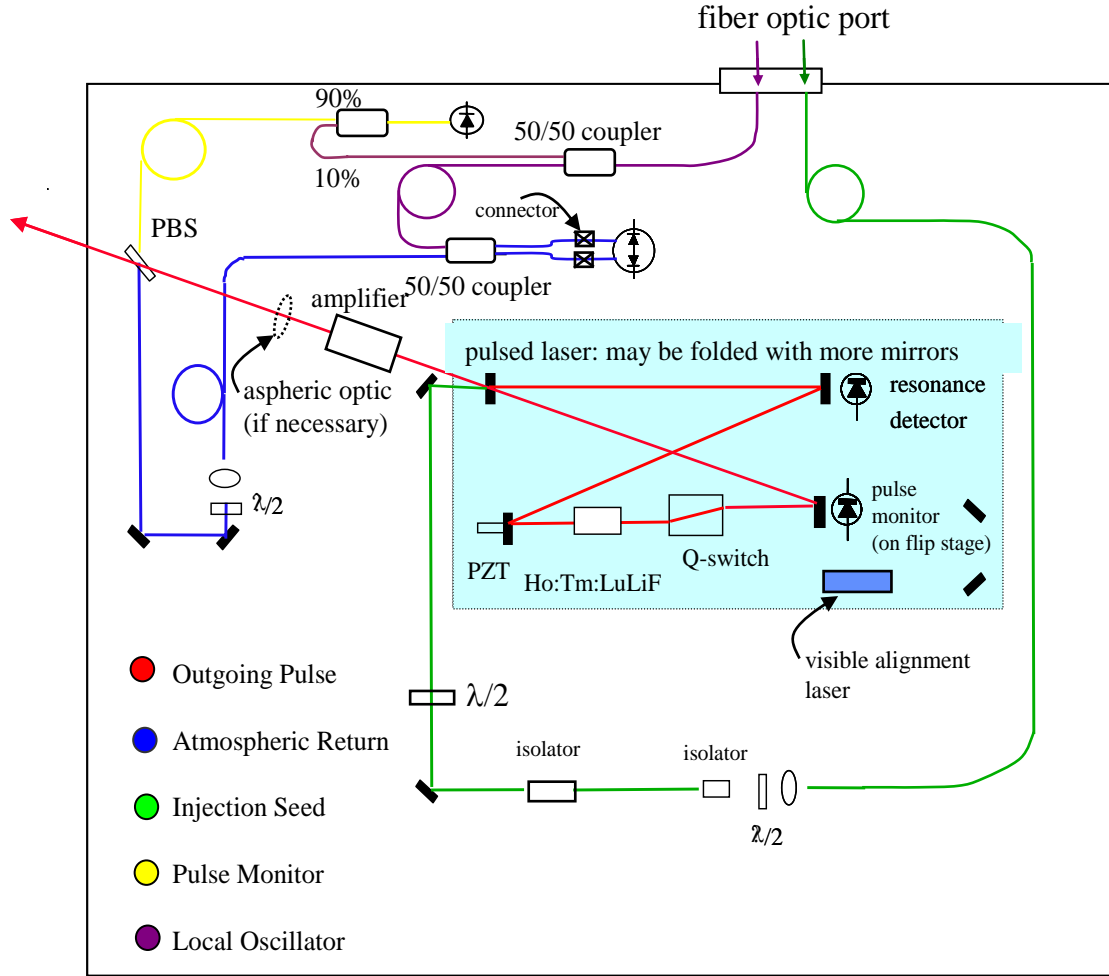 fiber optic port
90%
50/50 coupler
10%
connector
PBS
50/50 coupler
amplifier
aspheric optic
(if necessary)
λ/2
pulsed laser: may be folded with more mirrors
resonance
detector
pulse
monitor
(on flip stage)
PZT
Ho:Tm:LuLiF
Q-switch
visible alignment
laser
λ/2
isolator
isolator
λ/2
Outgoing Pulse
Atmospheric Return
Injection Seed
Pulse Monitor
Local Oscillator